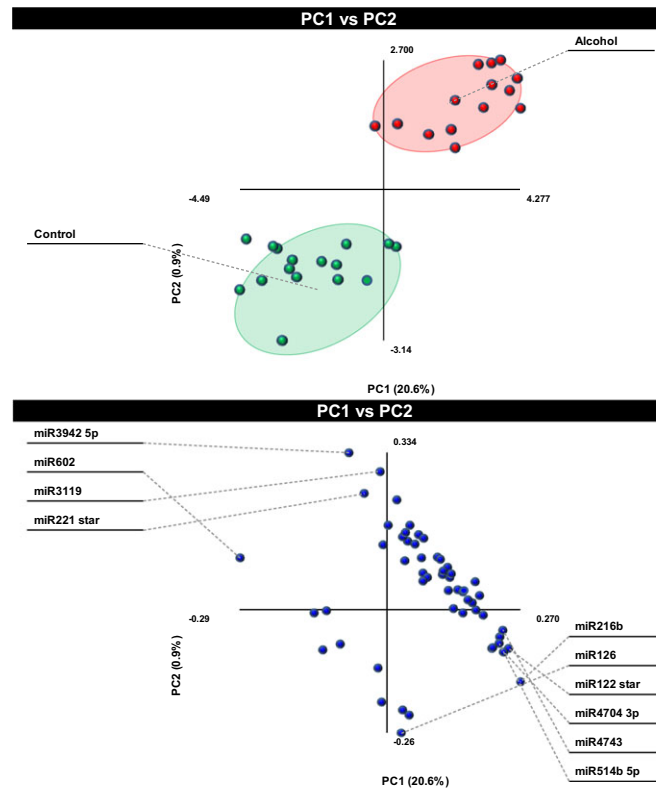 PC1 vs PC2
Alcohol
2.700
-4.49
4.277
Control
PC2 (0.9%)
-3.14
PC1 (20.6%)
PC1 vs PC2
miR3942 5p
0.334
miR602
miR3119
miR221 star
-0.29
0.270
miR216b
miR126
PC2 (0.9%)
miR122 star
miR4704 3p
-0.26
miR4743
miR514b 5p
PC1 (20.6%)